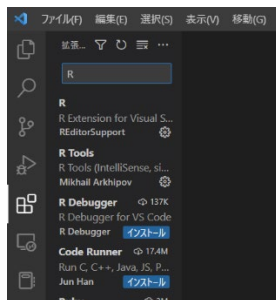 ファイル(F) 編集(E) 選択(S) 表示(V) 移動(G)
拡張... ···
R
R
R Extension for Visual S...
REditorSupport
R Tools
R Tools (IntelliSense, si...
Mikhail Arkhipov
R Debugger 137K
R Debugger for VS Code
R Debugger インストール
Code Runner 17.4M
Run C, C++, Java, JS, P...
Jun Han インストール